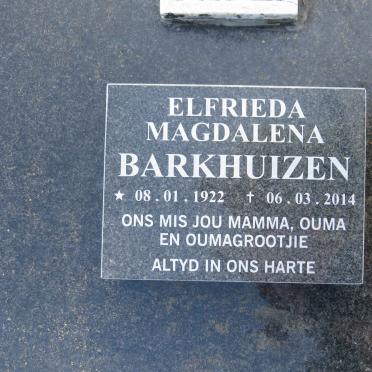 ELFRIEDA
MAGDALENA
BARKHUIZEN
★ 08 . 01 . 1922 † 06 . 03 . 2014
ONS MIS JOU MAMMA, OUMA
EN OUMAGROOTJIE
ALTYD IN ONS HARTE